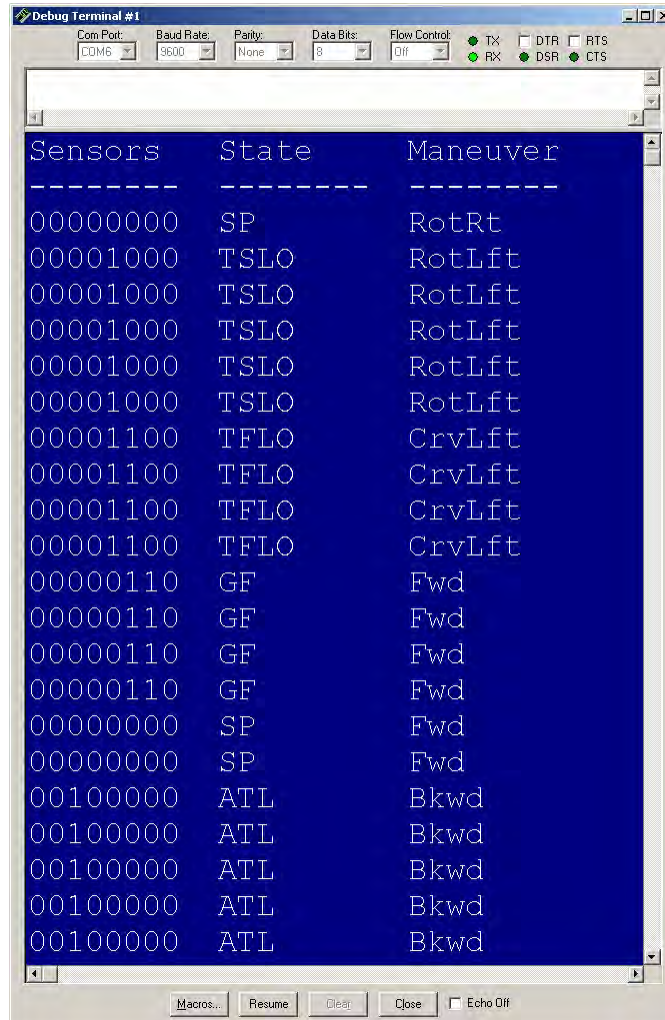 Debug Terminal #1
Com Port: Baud Rate: Parity: Data Bits: Flow Control: TX DTR RTS
COM6 9600 None 8 Off RX DSR CTS
Sensors State Maneuver
-------- -------- --------
00000000 SP RotRt
00001000 TSLO RotLft
00001000 TSLO RotLft
00001000 TSLO RotLft
00001000 TSLO RotLft
00001000 TSLO RotLft
00001100 TFLO CrvLft
00001100 TFLO CrvLft
00001100 TFLO CrvLft
00001100 TFLO CrvLft
00000110 GF Fwd
00000110 GF Fwd
00000110 GF Fwd
00000110 GF Fwd
00000000 SP Fwd
00000000 SP Fwd
00100000 ATL Bkwd
00100000 ATL Bkwd
00100000 ATL Bkwd
00100000 ATL Bkwd
00100000 ATL Bkwd
Macros... Resume Clear Close Echo Off